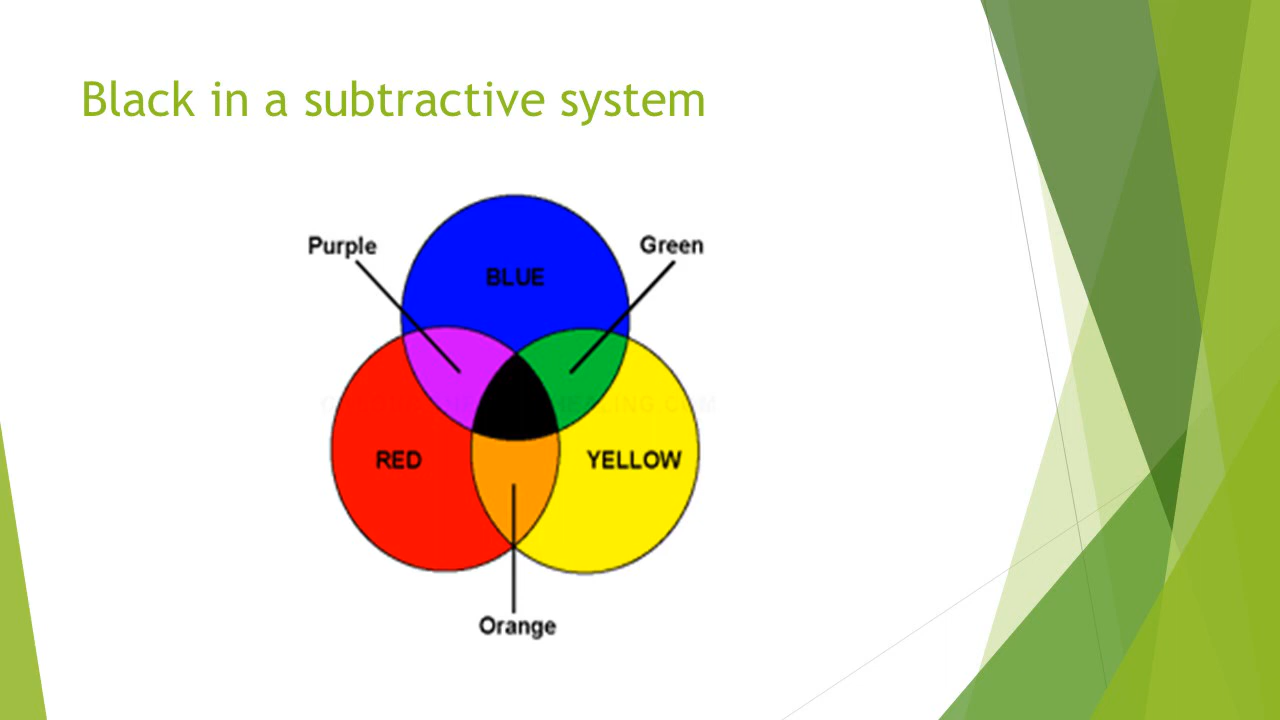 Black in a subtractive system
Purple
Green
BLUE
RED
YELLOW
Orange